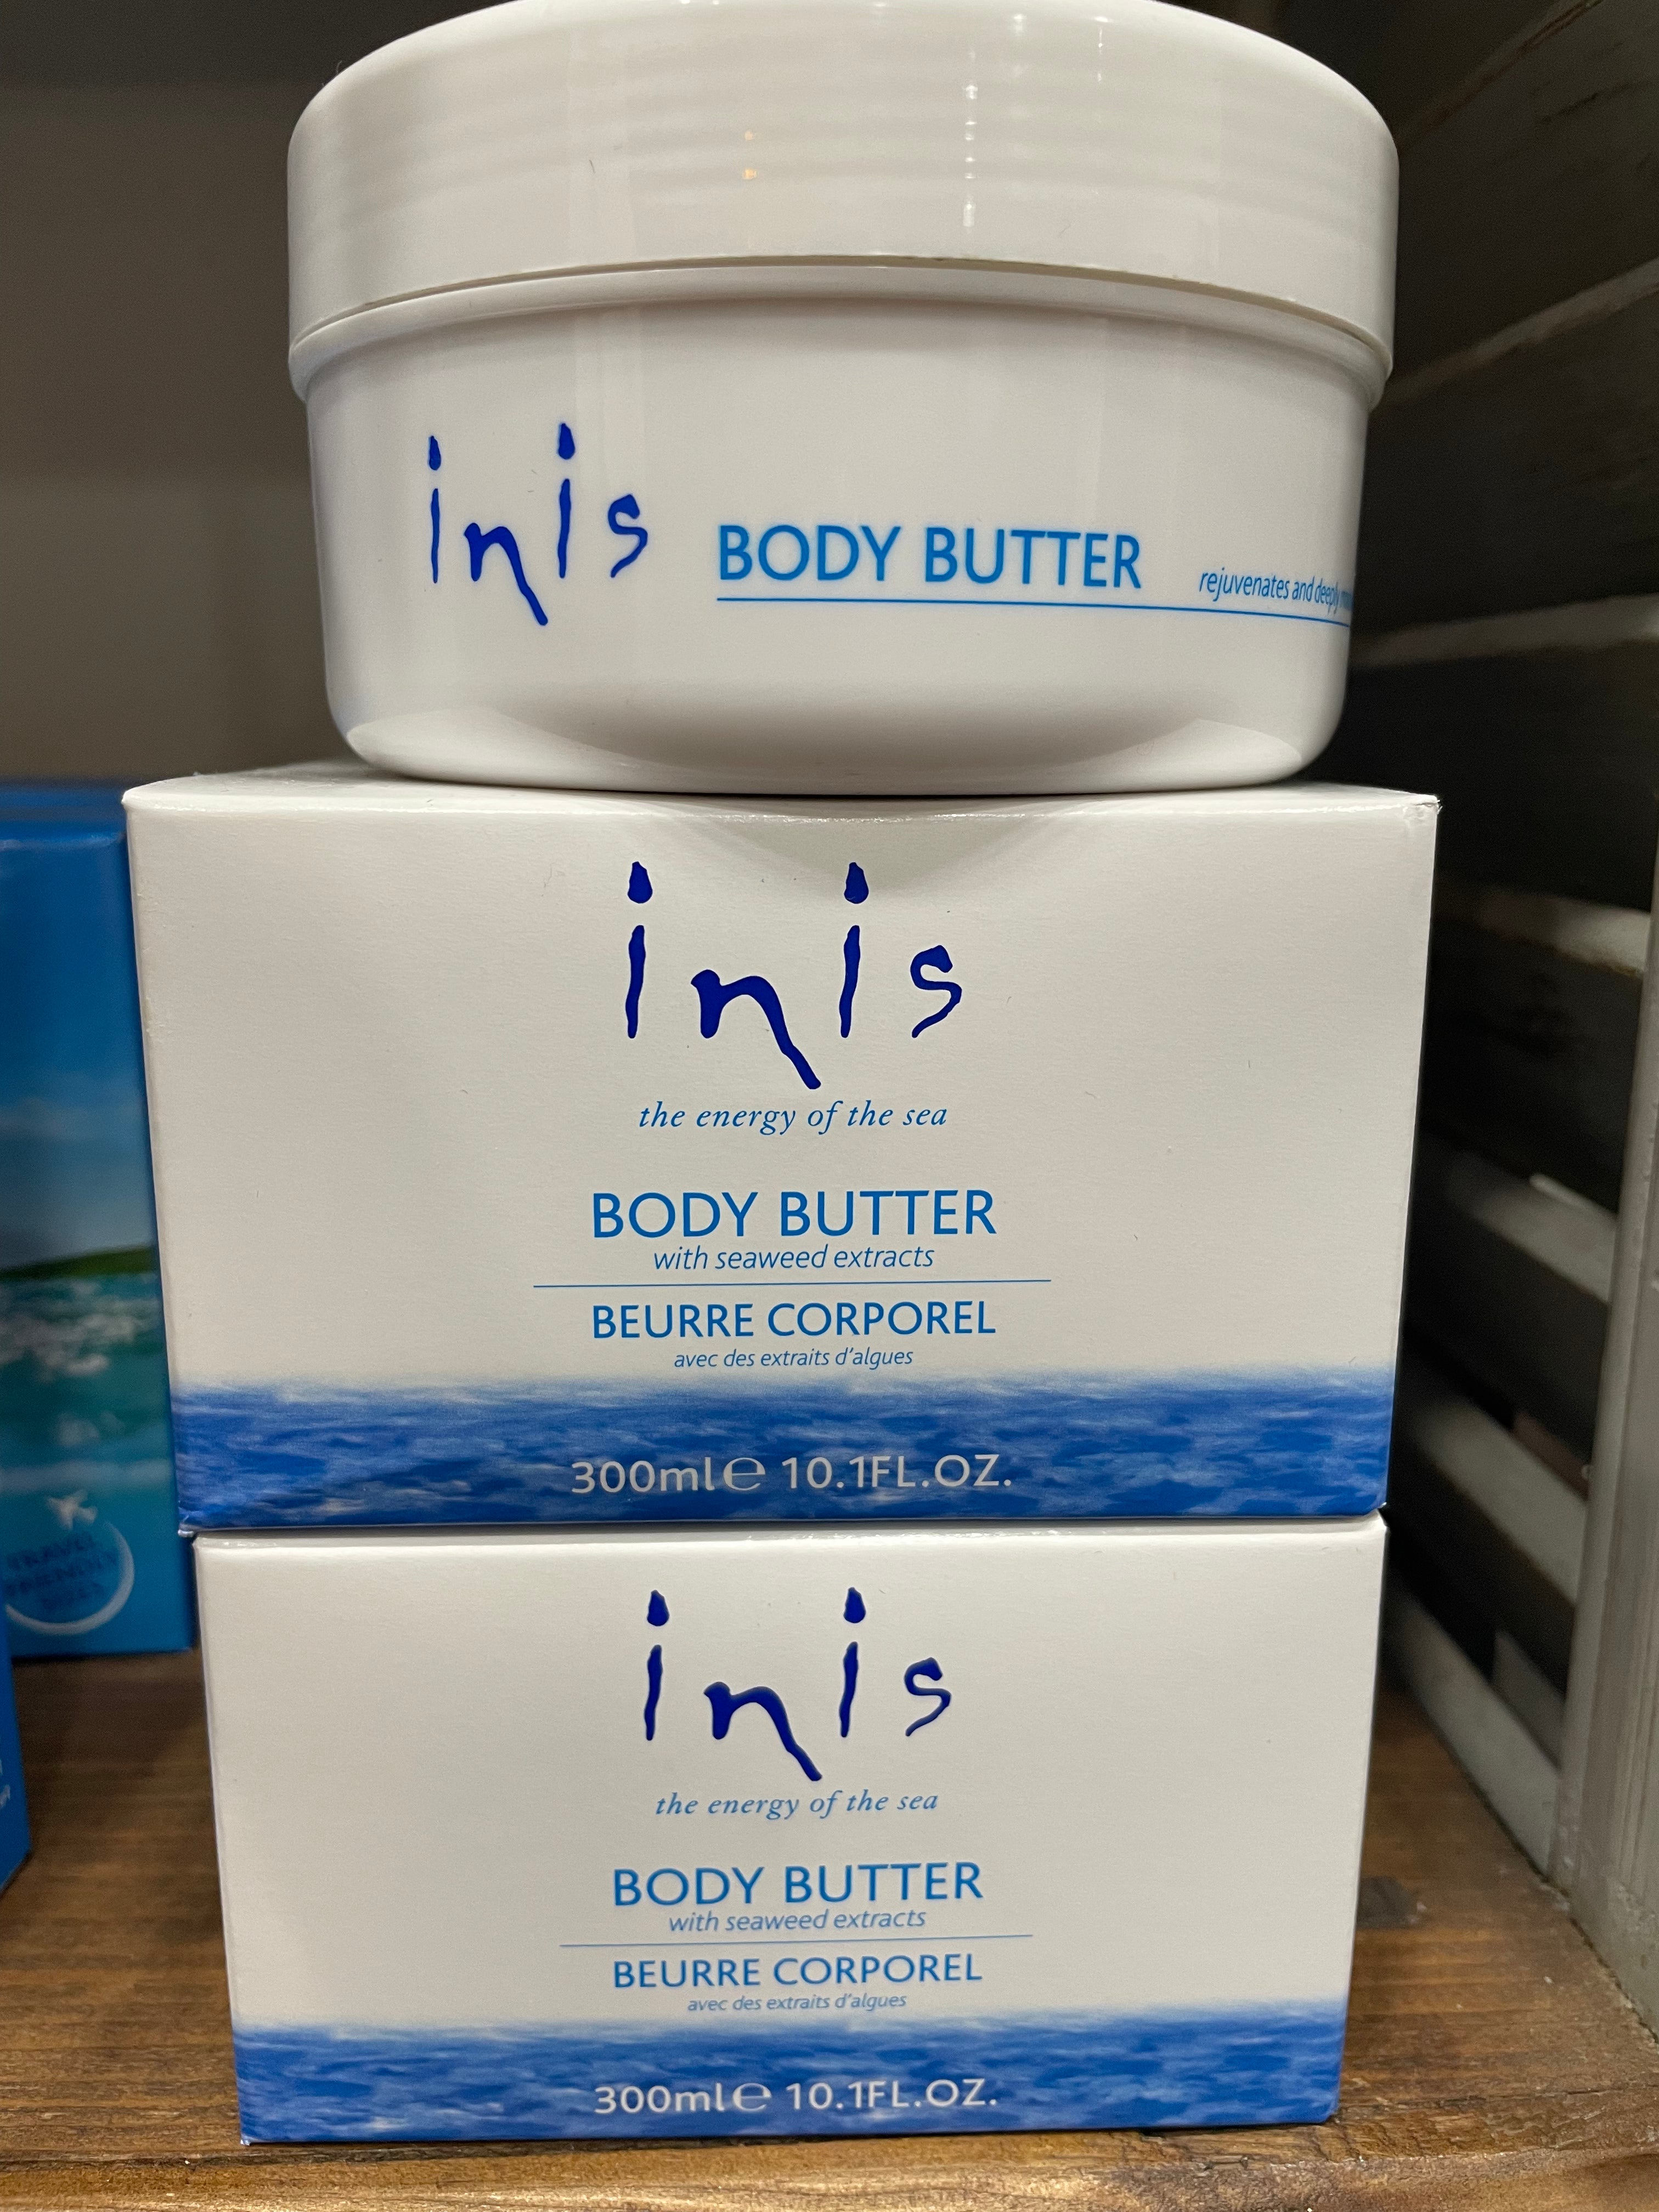 inis
BODY BUTTER rejuvenates and deeply
inis
the energy of the sea
BODY BUTTER
with seaweed extracts
BEURRE CORPOREL
avec des extraits d'algues
300ml℮ 10.1FL.OZ.
TRAVEL
FRIENDLY
inis
the energy of the sea
BODY BUTTER
with seaweed extracts
BEURRE CORPOREL
avec des extraits d'algues
300ml℮ 10.1FL.OZ.